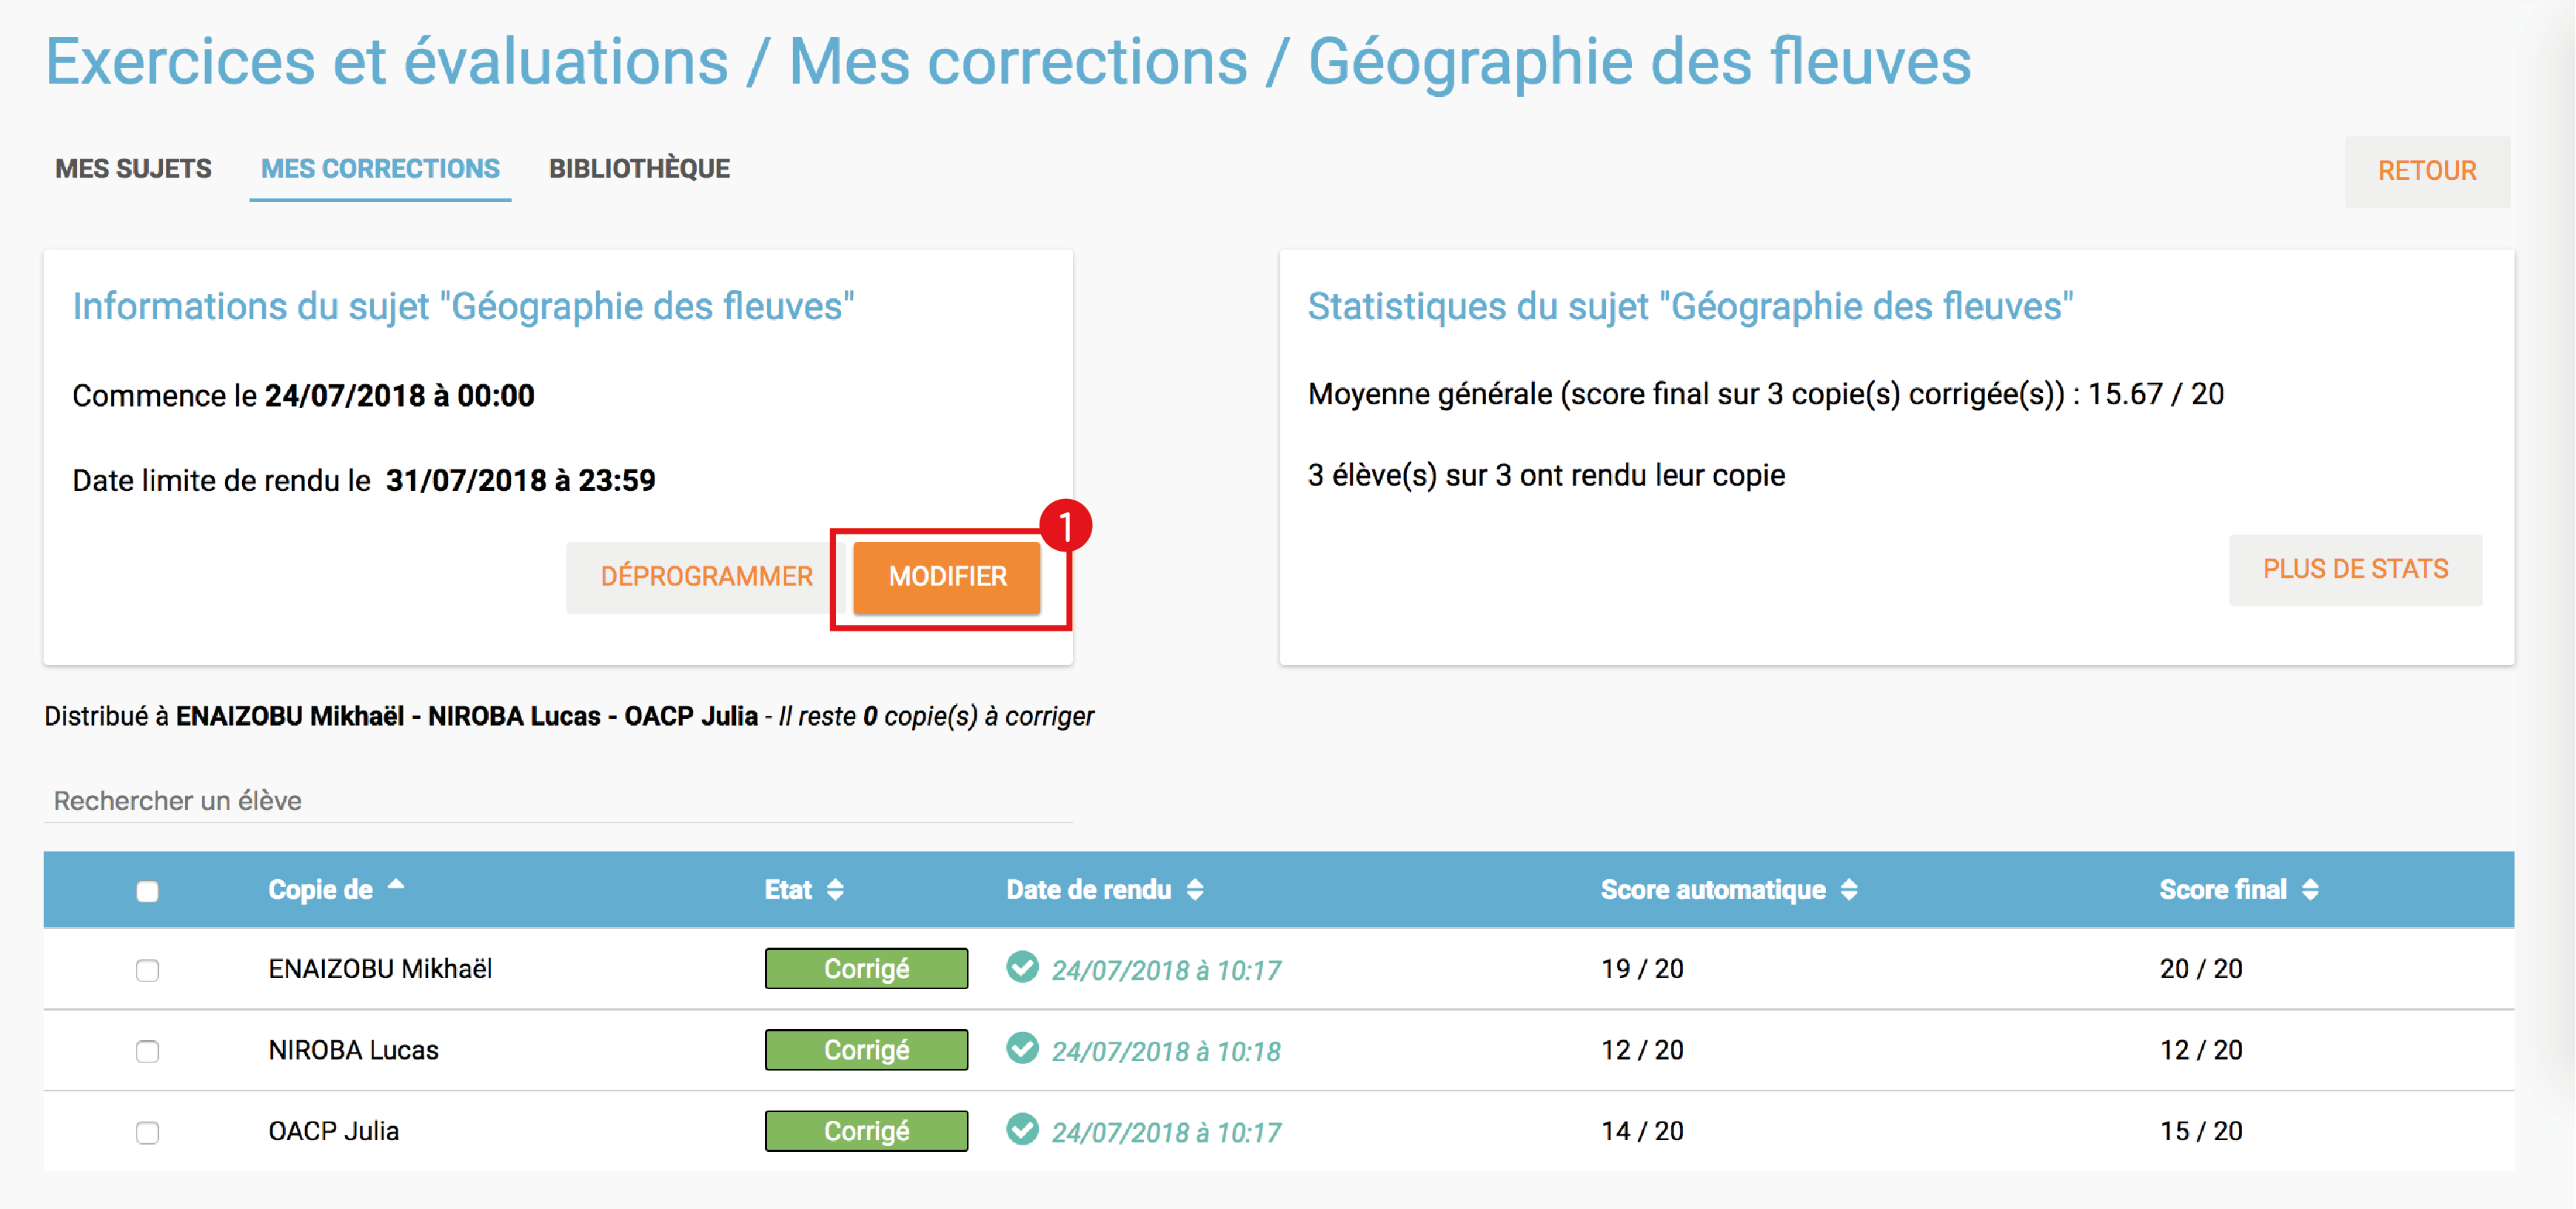 Exercices et évaluations / Mes corrections / Géographie des fleuves
MES SUJETS MES CORRECTIONS BIBLIOTHÈQUE RETOUR
Informations du sujet "Géographie des fleuves"
Commence le 24/07/2018 à 00:00
Date limite de rendu le 31/07/2018 à 23:59
1
DÉPROGRAMMER MODIFIER
Statistiques du sujet "Géographie des fleuves"
Moyenne générale (score final sur 3 copie(s) corrigée(s)) : 15.67 / 20
3 élève(s) sur 3 ont rendu leur copie
PLUS DE STATS
Distribué à ENAIZOBU Mikhaël - NIROBA Lucas - OACP Julia - Il reste 0 copie(s) à corriger
Rechercher un élève
Copie de Etat Date de rendu Score automatique Score final
ENAIZOBU Mikhaël Corrigé 24/07/2018 à 10:17 19 / 20 20 / 20
NIROBA Lucas Corrigé 24/07/2018 à 10:18 12 / 20 12 / 20
OACP Julia Corrigé 24/07/2018 à 10:17 14 / 20 15 / 20